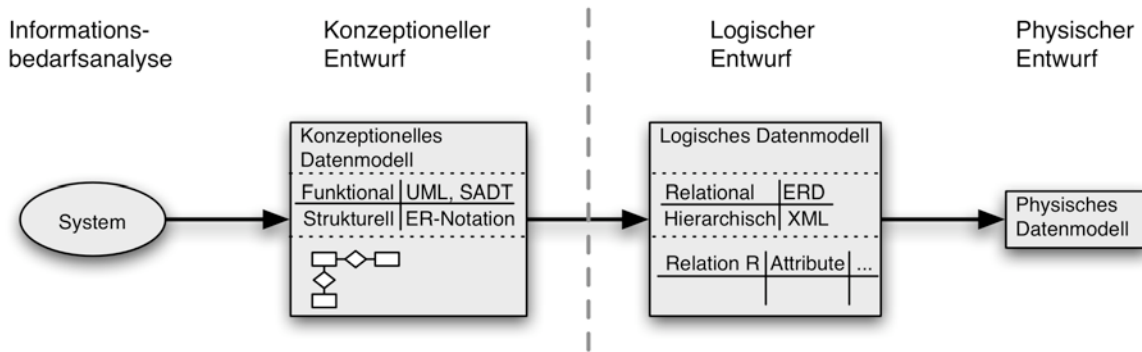 Informations-
bedarfsanalyse
Konzeptioneller
Entwurf
Logischer
Entwurf
Physischer
Entwurf
System
Konzeptionelles
Datenmodell
Funktional UML, SADT
Strukturell ER-Notation
Logisches Datenmodell
Relational ERD
Hierarchisch XML
Relation R Attribute ...
Physisches
Datenmodell